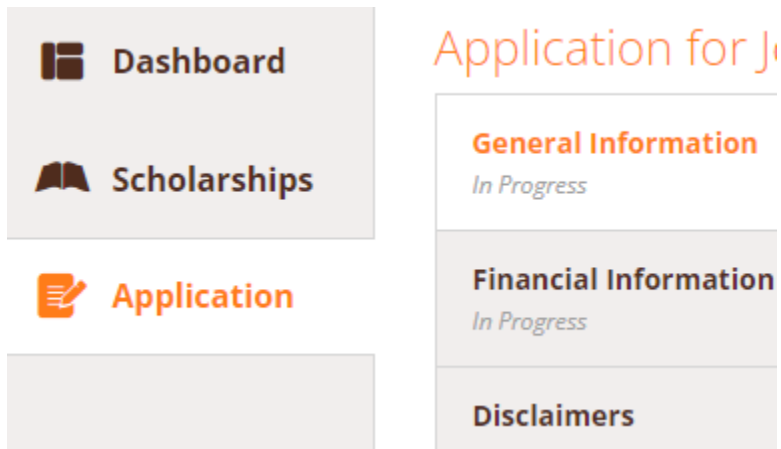 Dashboard
Scholarships
Application
Application for
General Information
In Progress
Financial Information
In Progress
Disclaimers